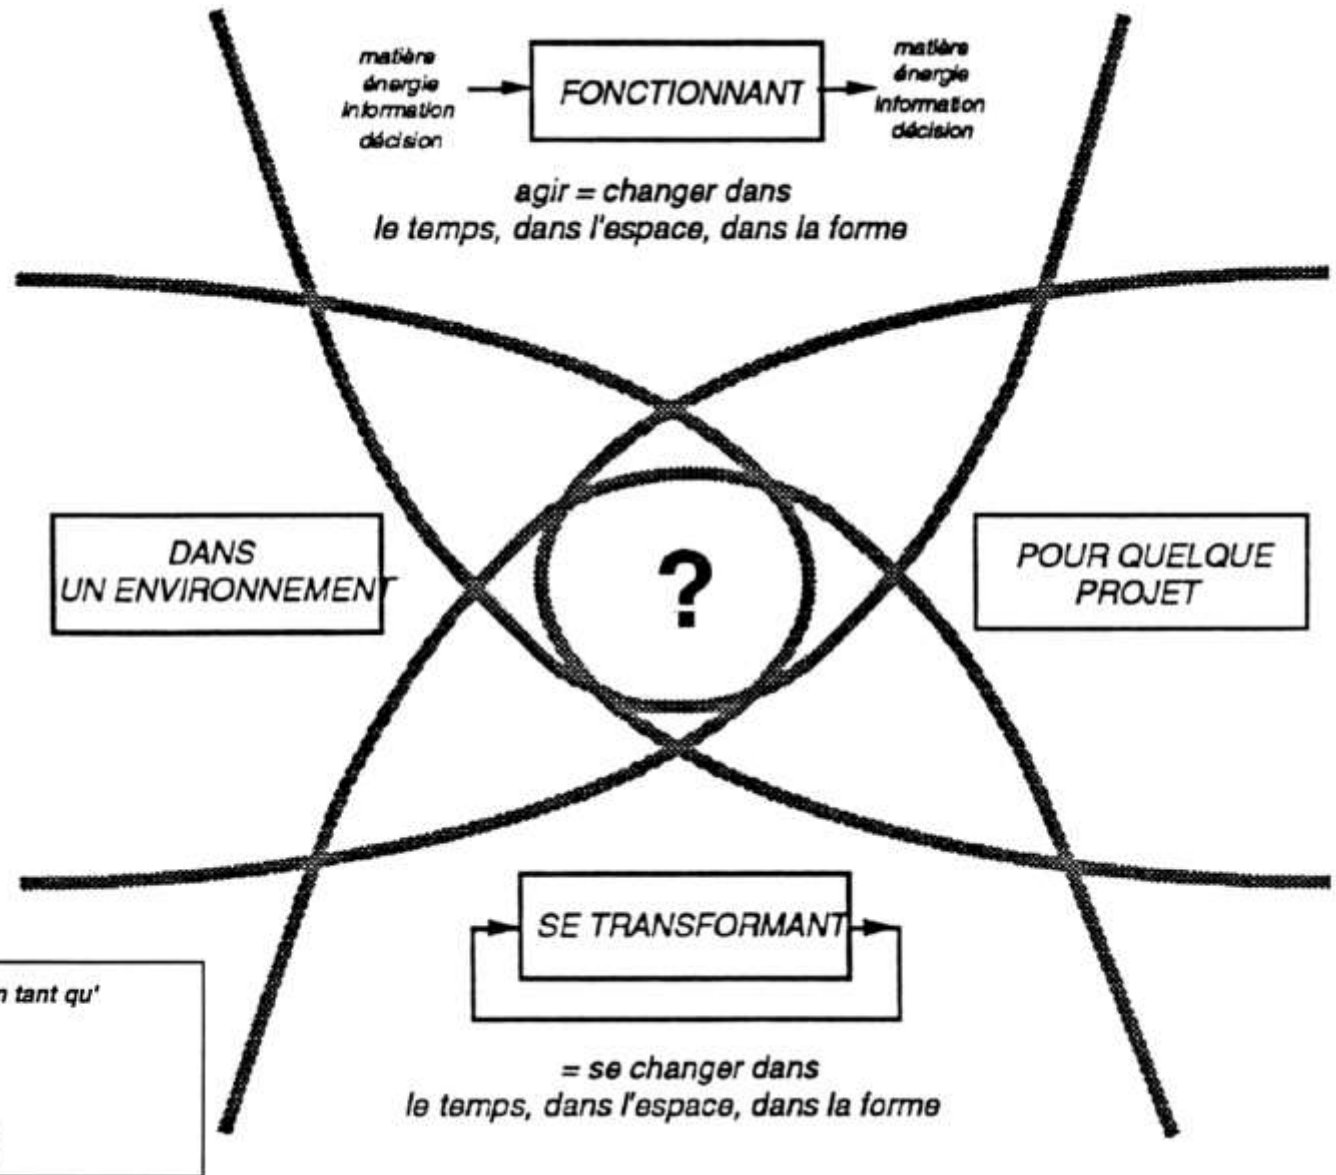 matière
énergie
information
décision
FONCTIONNANT
matière
énergie
information
décision
agir = changer dans
le temps, dans l'espace, dans la forme
DANS
UN ENVIRONNEMENT
?
POUR QUELQUE
PROJET
SE TRANSFORMANT
tant qu'
= se changer dans
le temps, dans l'espace, dans la forme